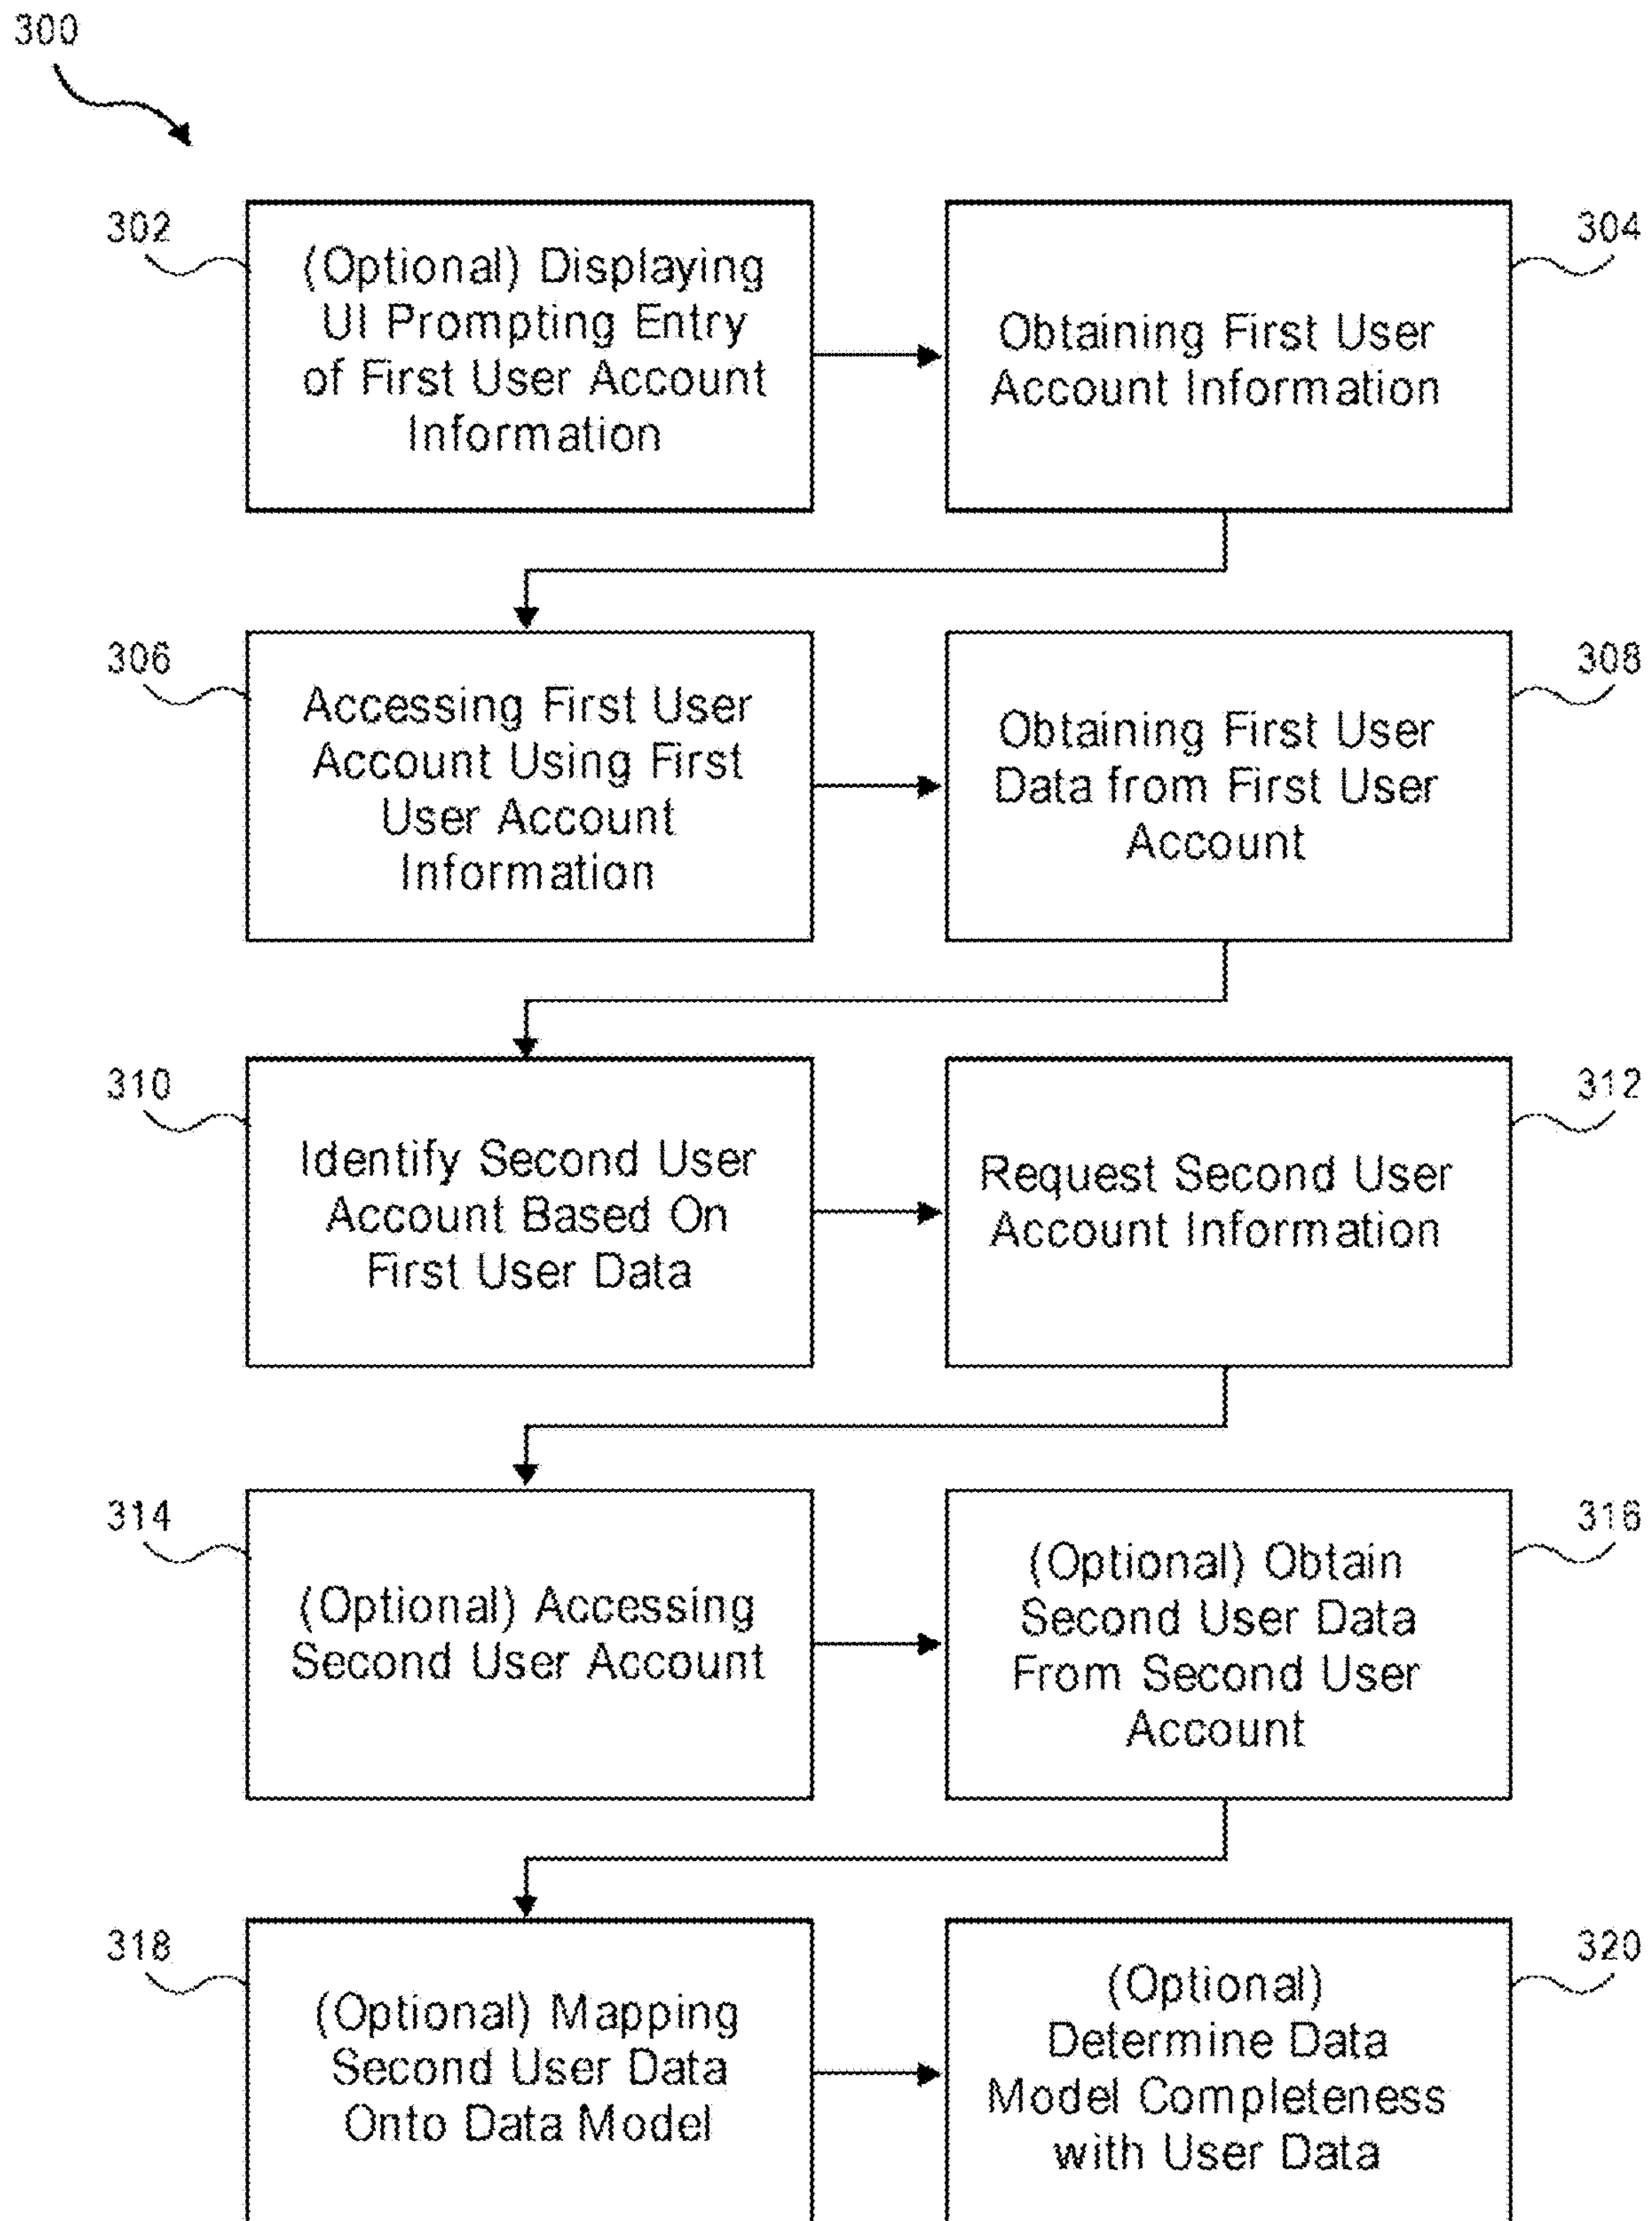 300
302
(Optional) Displaying
UI Prompting Entry
of First User Account
Information
304
Obtaining First User
Account Information
306
Accessing First User
Account Using First
User Account
Information
308
Obtaining First User
Data from First User
Account
310
Identify Second User
Account Based On
First User Data
312
Request Second User
Account Information
314
(Optional) Accessing
Second User Account
316
(Optional) Obtain
Second User Data
From Second User
Account
318
(Optional) Mapping
Second User Data
Onto Data Model
320
(Optional)
Determine Data
Model Completeness
with User Data